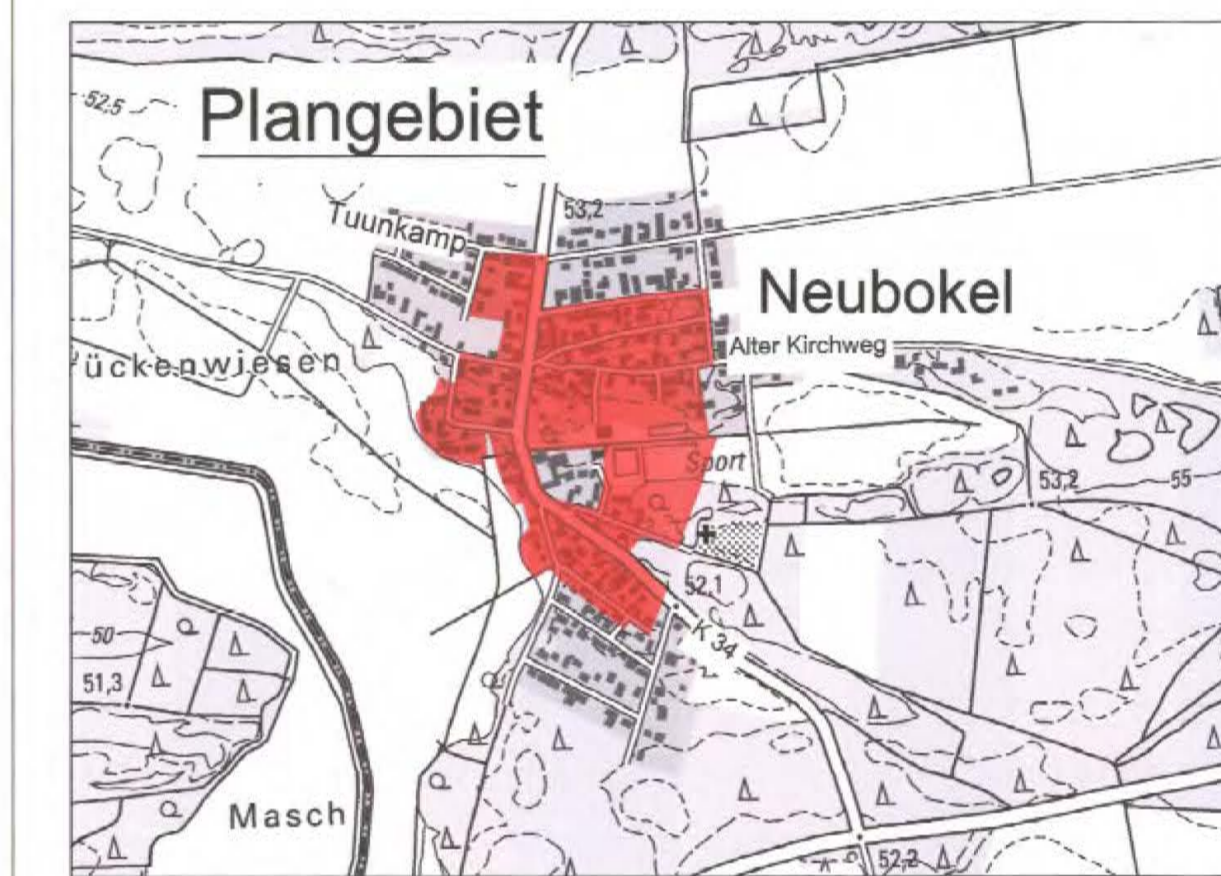 52,5
Plangebiet
Tuunkamp
53,2
Neubokel
Alter Kirchweg
ückenwiesen
Sport
53,2
55
52,1
K 34
50
51,3
Masch
52,2